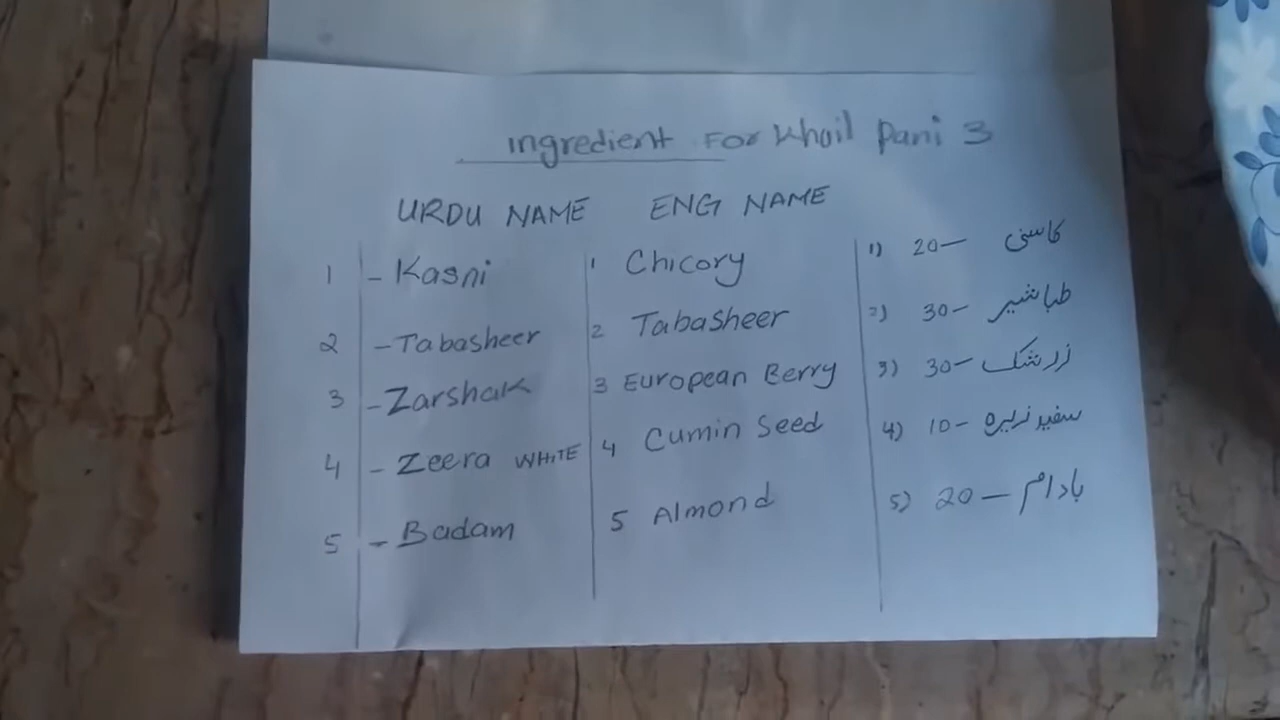 Ingredient For Khail Pani 3
URDU NAME ENG NAME
1 - Kasni 1 Chicory 1) 20 — کاسنی
2 - Tabasheer 2 Tabasheer 2) 30 — طباشیر
3 - Zarshak 3 European Berry 3) 30 — زرشک
4 - Zeera WHITE 4 Cumin Seed 4) 10 — سفید زیرہ
5 - Badam 5 Almond 5) 20 — بادام